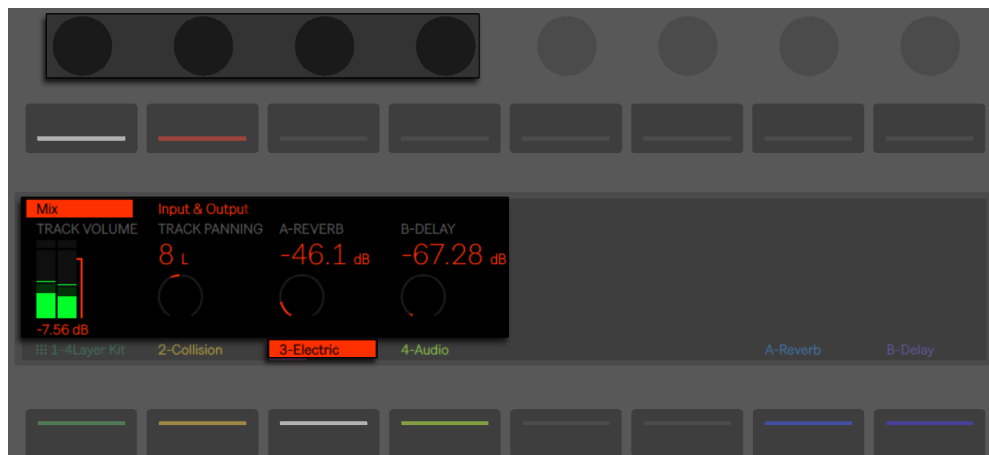 Mix Input & Output
TRACK VOLUME TRACK PANNING A-REVERB B-DELAY
8 L -46.1 dB -67.28 dB
-7.56 dB
1-4Layer Kit 2-Collision 3-Electric 4-Audio A-Reverb B-Delay